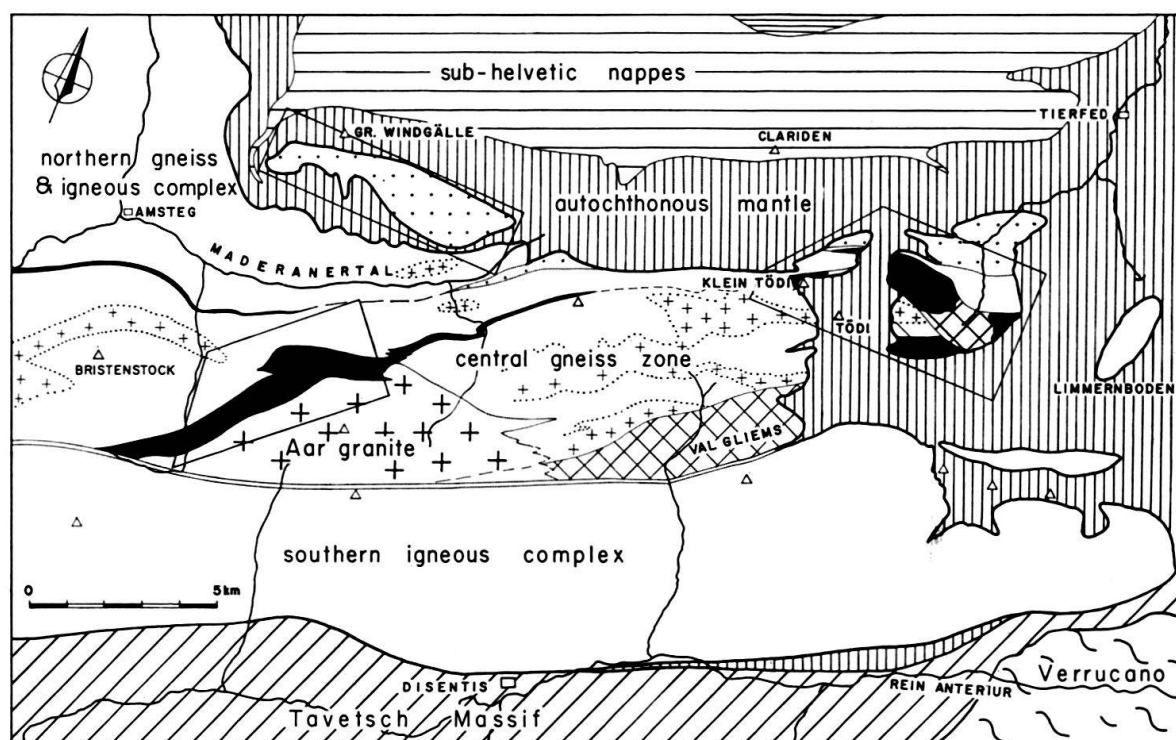 sub-helvetic nappes
TIERFED
GR. WINDGÄLLE
CLARIDEN
northern gneiss
& igneous complex
AMSTEG
autochthonous mantle
MADERANERTAL
KLEIN TÖDI
TÖDI
BRISTENSTOCK
central gneiss zone
LIMMERNBODEN
Aar granite
VAL GLIEMS
southern igneous complex
0 5km
DISENTIS
REIN ANTERIUR
Verrucano
Tavetsch Massif